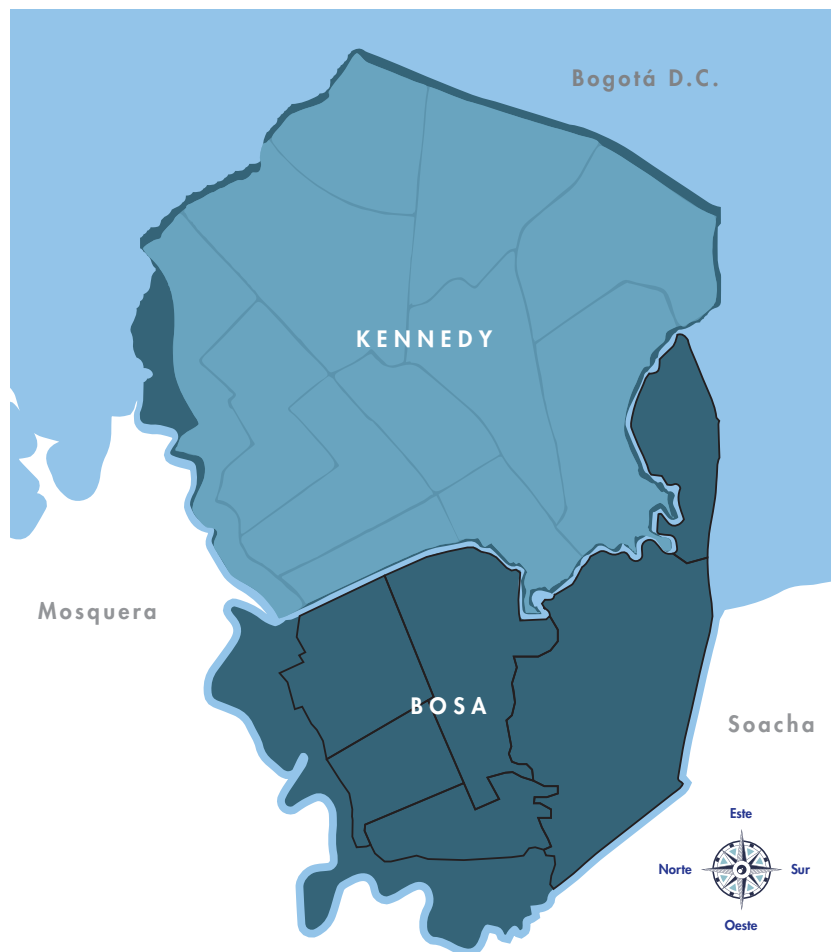 Bogotá D.C.
KENNEDY
Mosquera
BOSA
Soacha
Este
Norte
Sur
Oeste